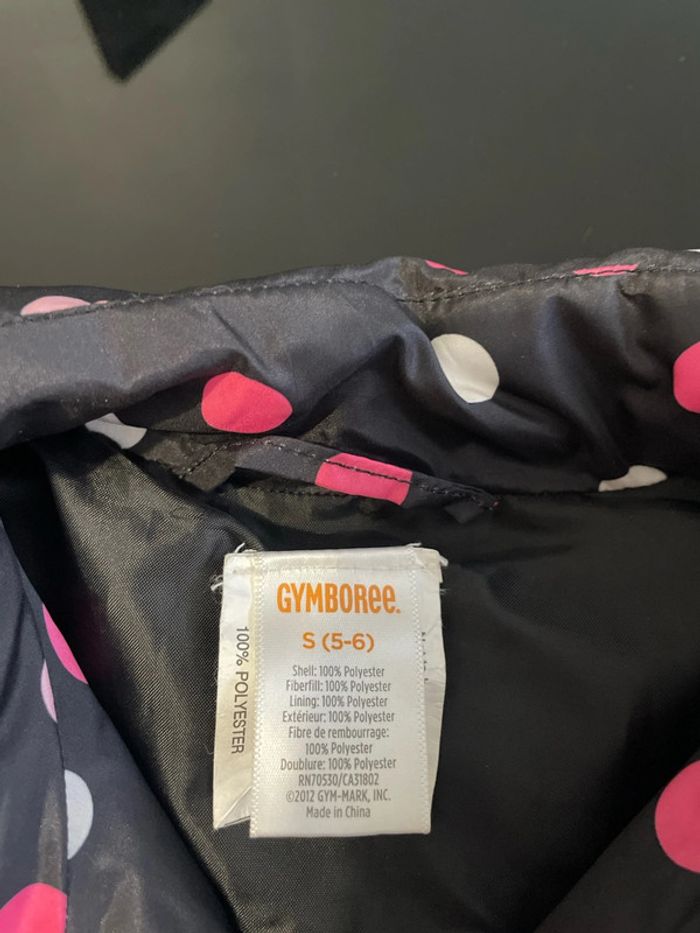 GYMBOREE.
S (5-6)
Shell: 100% Polyester
Fiberfill: 100% Polyester
Lining: 100% Polyester
Extérieur: 100% Polyester
Fibre de rembourrage:
100% Polyester
Doublure: 100% Polyester
RN70530/CA31802
©2012 GYM-MARK, INC.
Made in China
100% POLYESTER